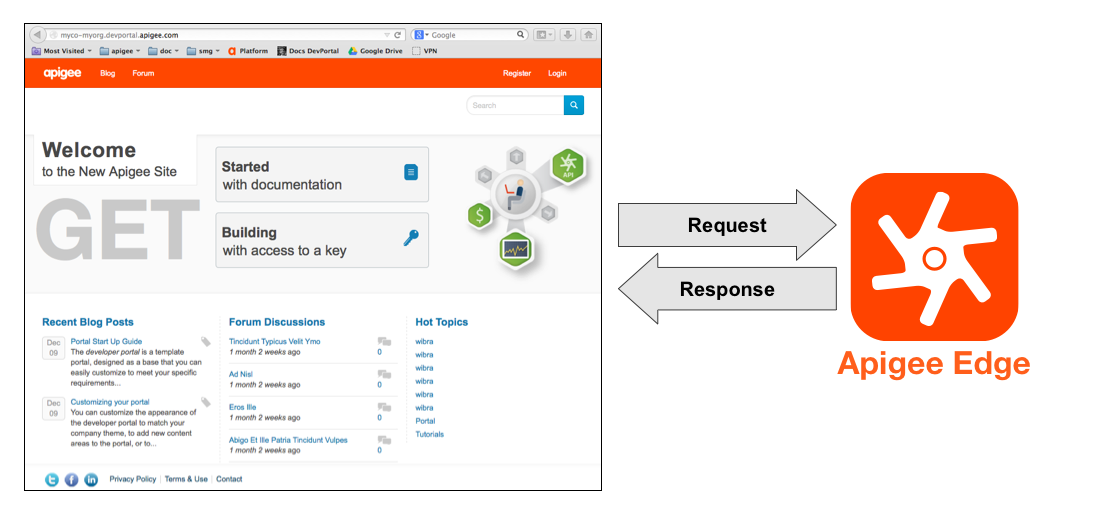 myco-myorg.devportal.apigee.com
Google
Most Visited
apigee
doc
smg
Platform
Docs DevPortal
Google Drive
VPN
apigee
Blog
Forum
Register
Login
Search
Welcome
to the New Apigee Site
GET
Started
with documentation
Building
with access to a key
API
$
Request
Response
Apigee Edge
Recent Blog Posts
Dec
09
Portal Start Up Guide
The developer portal is a template
portal, designed as a base that you can
easily customize to meet your specific
requirements...
Dec
09
Customizing your portal
You can customize the appearance of
the developer portal to match your
company theme, to add new content
areas to the portal, or to...
Forum Discussions
Tincidunt Typicus Velit Ymo
1 month 2 weeks ago
0
Ad Nisl
1 month 2 weeks ago
0
Eros Ille
1 month 2 weeks ago
0
Abigo Et Ille Patria Tincidunt Vulpes
1 month 2 weeks ago
0
Hot Topics
wibra
wibra
wibra
wibra
wibra
wibra
Portal
Tutorials
Privacy Policy | Terms & Use | Contact